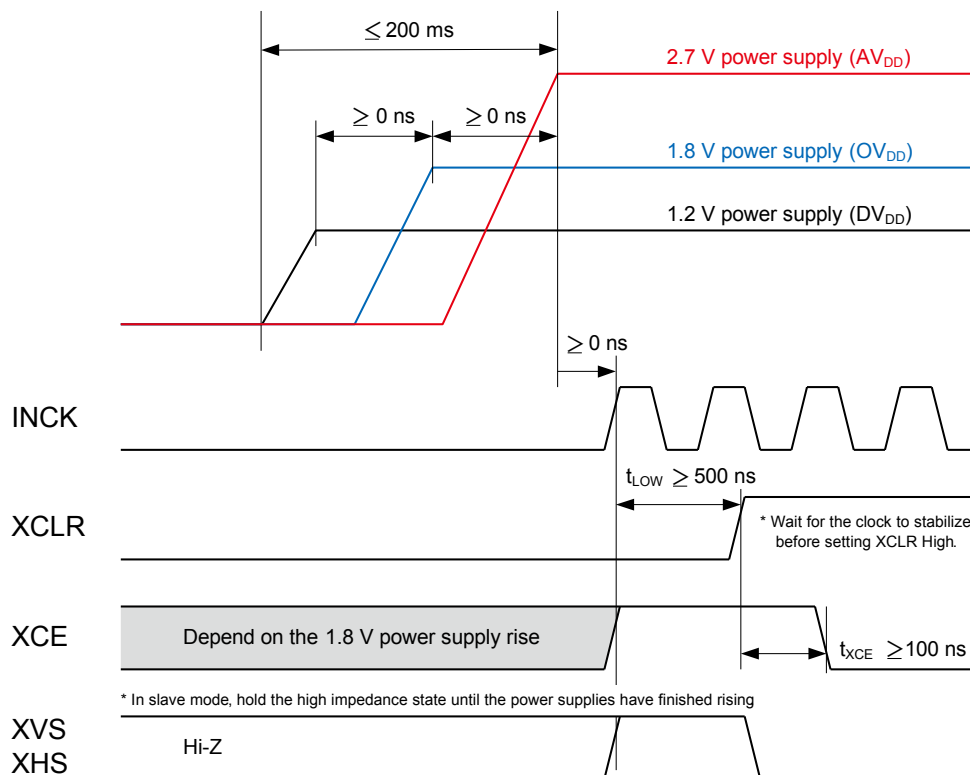 ≤ 200 ms
2.7 V power supply (AVDD)
≥ 0 ns
≥ 0 ns
1.8 V power supply (OVDD)
1.2 V power supply (DVDD)
≥ 0 ns
INCK
tLOW ≥ 500 ns
XCLR
* Wait for the clock to stabilize
before setting XCLR High.
XCE
Depend on the 1.8 V power supply rise
tXCE ≥ 100 ns
* In slave mode, hold the high impedance state until the power supplies have finished rising
XVS
XHS
Hi-Z